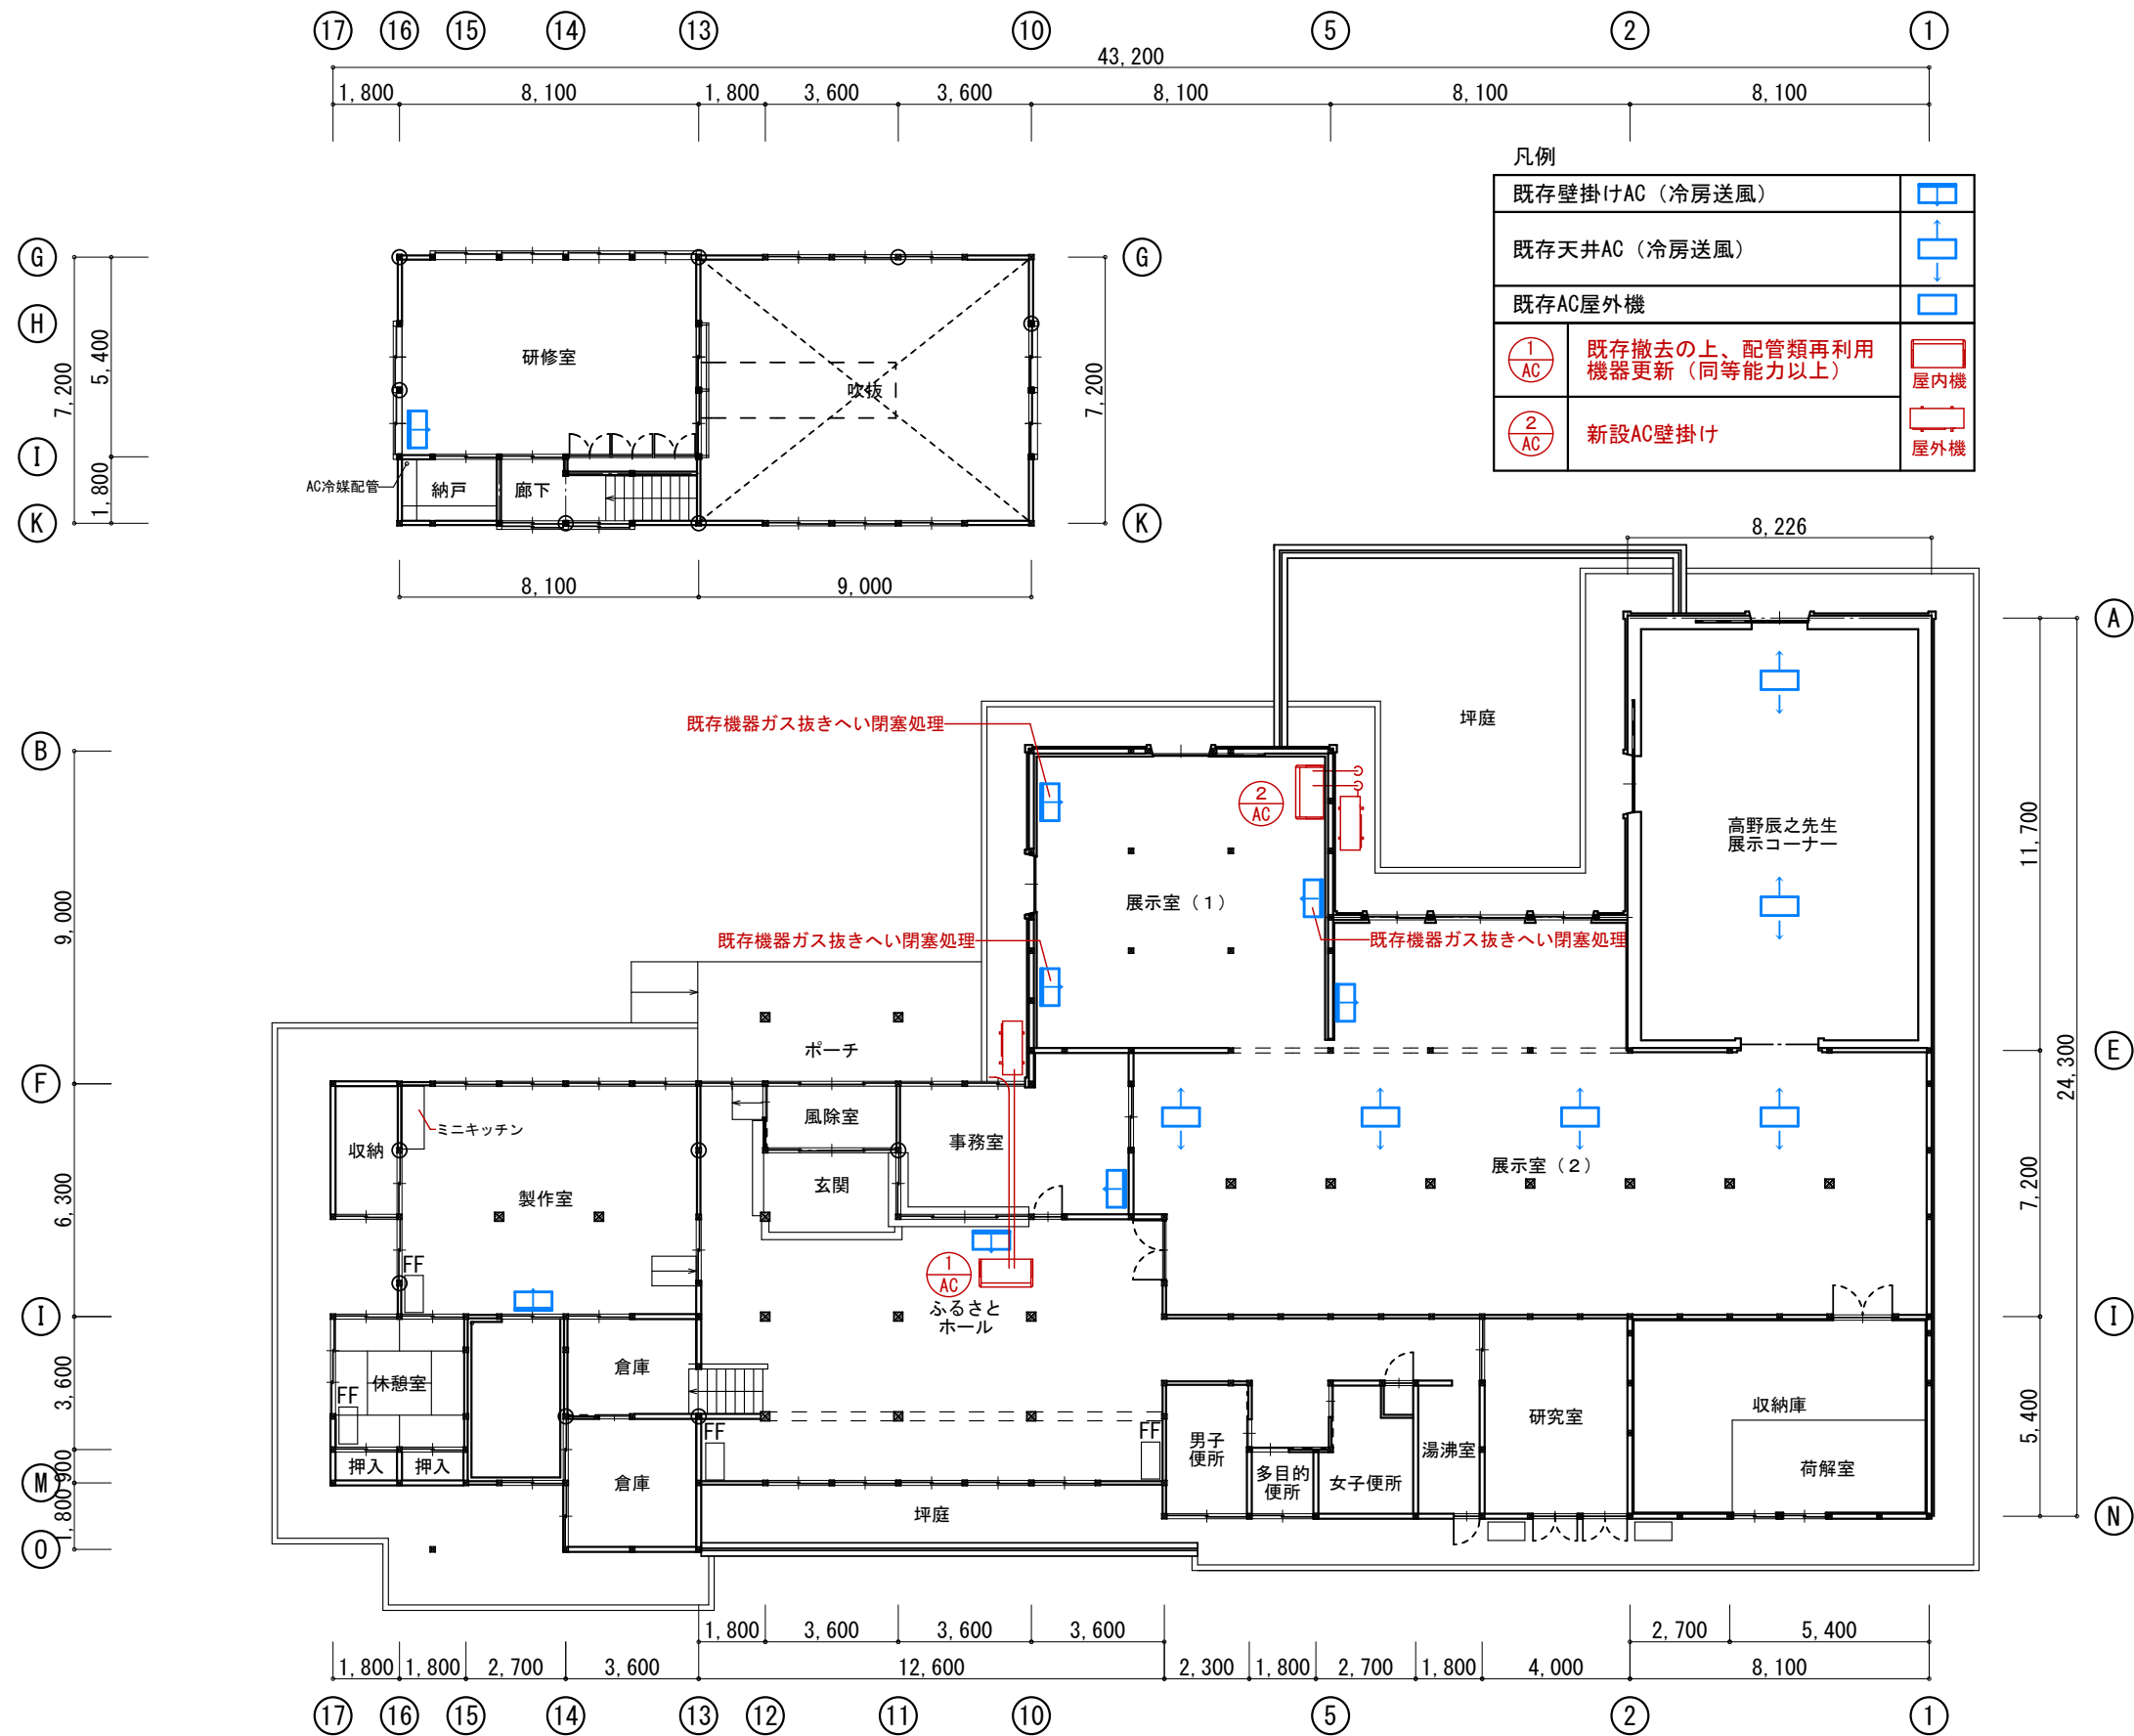 17 16 15 14 13 10 5 2 1
43,200
1,800 8,100 1,800 3,600 3,600 8,100 8,100 8,100
凡例
既存壁掛けAC（冷房送風）
既存天井AC（冷房送風）
既存AC屋外機
1
AC
既存撤去の上、配管類再利用
機器更新（同等能力以上）
屋内機
2
AC
新設AC壁掛け
屋外機
G
H
I
K
7,200
5,400
1,800
研修室
吹抜
AC冷媒配管
納戸
廊下
G
7,200
K
8,100 9,000
8,226
A
B
坪庭
既存機器ガス抜きへい閉塞処理
2
AC
高野辰之先生
展示コーナー
11,700
9,000
展示室（1）
既存機器ガス抜きへい閉塞処理
既存機器ガス抜きへい閉塞処理
ポーチ
E
24,300
F
風除室
ミニキッチン
収納
事務室
玄関
製作室
展示室（2）
6,300
7,200
FF
1
AC
ふるさと
ホール
I
I
倉庫
休憩室
FF
3,600
収納庫
研究室
5,400
FF
FF
男子
便所
湯沸室
押入
押入
900
M
倉庫
多目的
便所
女子便所
荷解室
坪庭
1,800
N
O
1,800 3,600 3,600 3,600 2,700 5,400
1,800 1,800 2,700 3,600 12,600 2,300 1,800 2,700 1,800 4,000 8,100
17 16 15 14 13 12 11 10 5 2 1